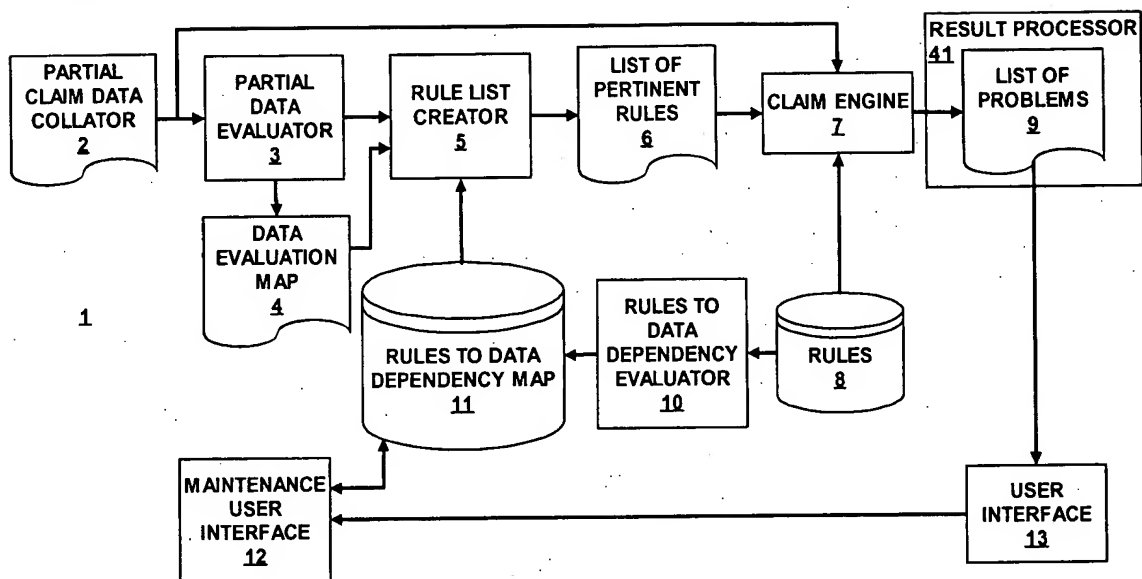 PARTIAL
CLAIM DATA
COLLATOR
2
PARTIAL
DATA
EVALUATOR
3
RULE LIST
CREATOR
5
LIST OF
PERTINENT
RULES
6
CLAIM ENGINE
7
RESULT PROCESSOR
41
LIST OF
PROBLEMS
9
DATA
EVALUATION
MAP
4
1
RULES TO DATA
DEPENDENCY MAP
11
RULES TO
DATA
DEPENDENCY
EVALUATOR
10
RULES
8
MAINTENANCE
USER
INTERFACE
12
USER
INTERFACE
13